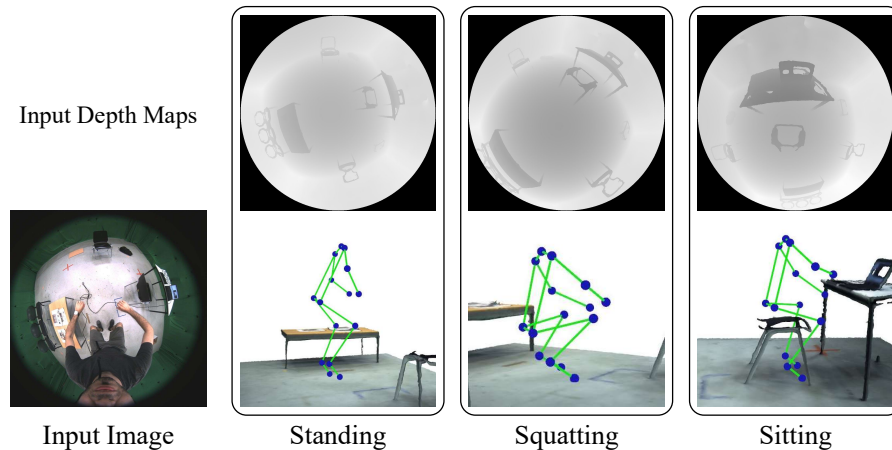 Input Depth Maps
Input Image
Standing
Squatting
Sitting